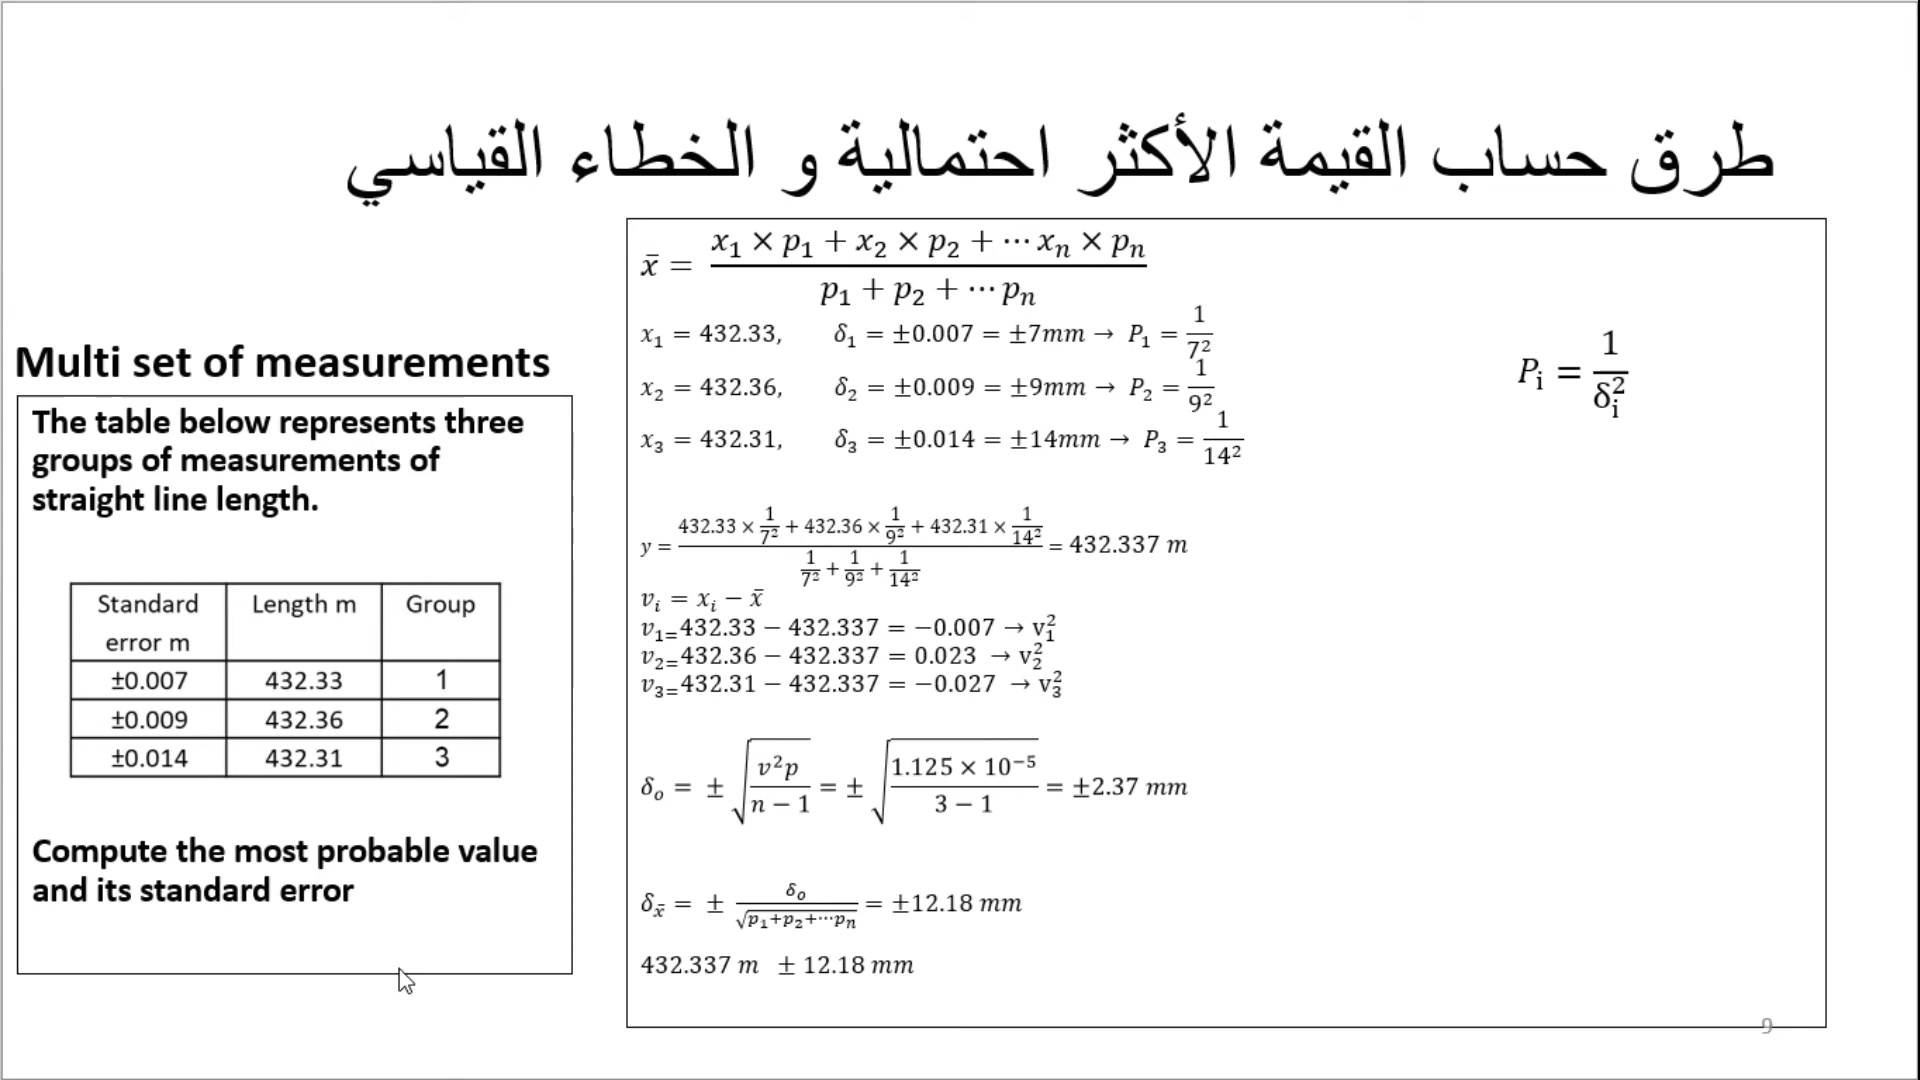 طرق حساب القيمة الأكثر احتمالية و الخطاء القياسي
Multi set of measurements
The table below represents three
groups of measurements of
straight line length.
Standard error m | Length m | Group
±0.007 | 432.33 | 1
±0.009 | 432.36 | 2
±0.014 | 432.31 | 3
Compute the most probable value
and its standard error
x̄ = (x₁ × p₁ + x₂ × p₂ + ⋯ xₙ × pₙ) / (p₁ + p₂ + ⋯ pₙ)
x₁ = 432.33, δ₁ = ±0.007 = ±7mm → P₁ = 1/7²
x₂ = 432.36, δ₂ = ±0.009 = ±9mm → P₂ = 1/9²
x₃ = 432.31, δ₃ = ±0.014 = ±14mm → P₃ = 1/14²
Pᵢ = 1/δᵢ²
y = (432.33 × 1/7² + 432.36 × 1/9² + 432.31 × 1/14²) / (1/7² + 1/9² + 1/14²) = 432.337 m
vᵢ = xᵢ − x̄
v₁₌432.33 − 432.337 = −0.007 → v₁²
v₂₌432.36 − 432.337 = 0.023 → v₂²
v₃₌432.31 − 432.337 = −0.027 → v₃²
δₒ = ± √(v²p / (n − 1)) = ± √(1.125 × 10⁻⁵ / (3 − 1)) = ±2.37 mm
δx̄ = ± δₒ / √(p₁+p₂+⋯pₙ) = ±12.18 mm
432.337 m ± 12.18 mm
9